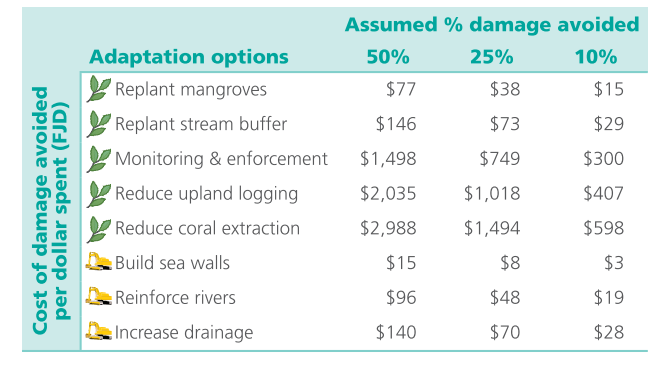 Assumed % damage avoided
Adaptation options 50% 25% 10%
Cost of damage avoided
per dollar spent (FJD)
Replant mangroves $77 $38 $15
Replant stream buffer $146 $73 $29
Monitoring & enforcement $1,498 $749 $300
Reduce upland logging $2,035 $1,018 $407
Reduce coral extraction $2,988 $1,494 $598
Build sea walls $15 $8 $3
Reinforce rivers $96 $48 $19
Increase drainage $140 $70 $28